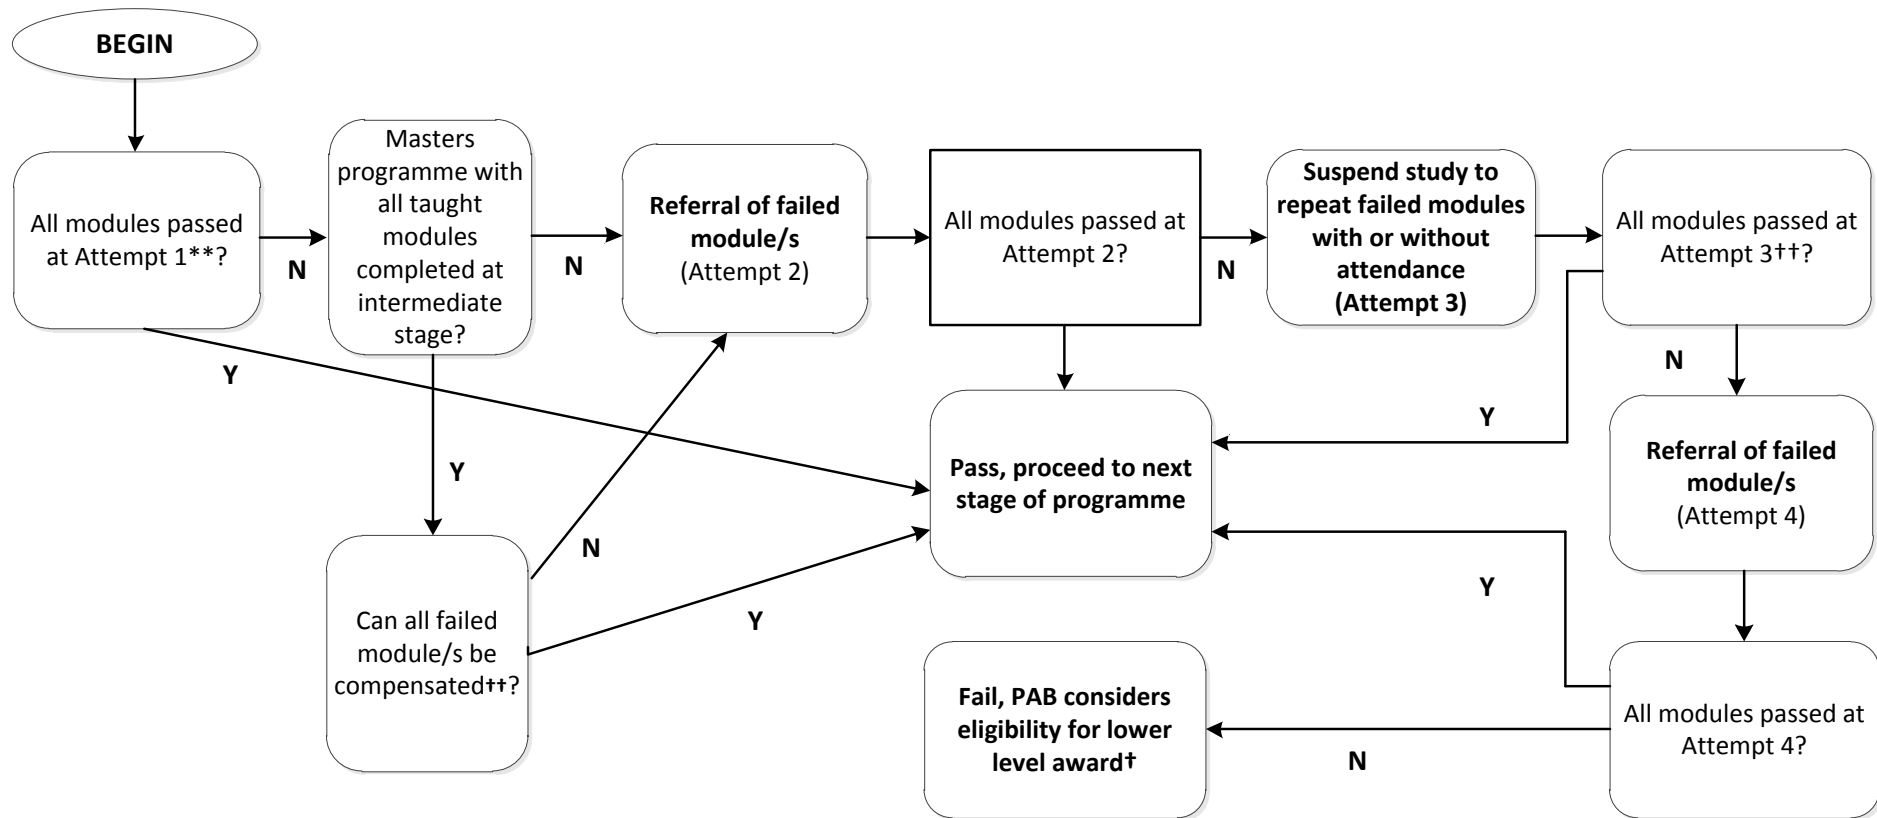 BEGIN
All modules passed
at Attempt 1**?
N
Masters
programme with
all taught
modules
completed at
intermediate
stage?
N
Referral of failed
module/s
(Attempt 2)
All modules passed at
Attempt 2?
N
Suspend study to
repeat failed modules
with or without
attendance
(Attempt 3)
All modules passed at
Attempt 3††?
Y
N
Y
Y
Pass, proceed to next
stage of programme
Referral of failed
module/s
(Attempt 4)
Can all failed
module/s be
compensated††?
N
Y
Y
Fail, PAB considers
eligibility for lower
level award†
N
All modules passed at
Attempt 4?